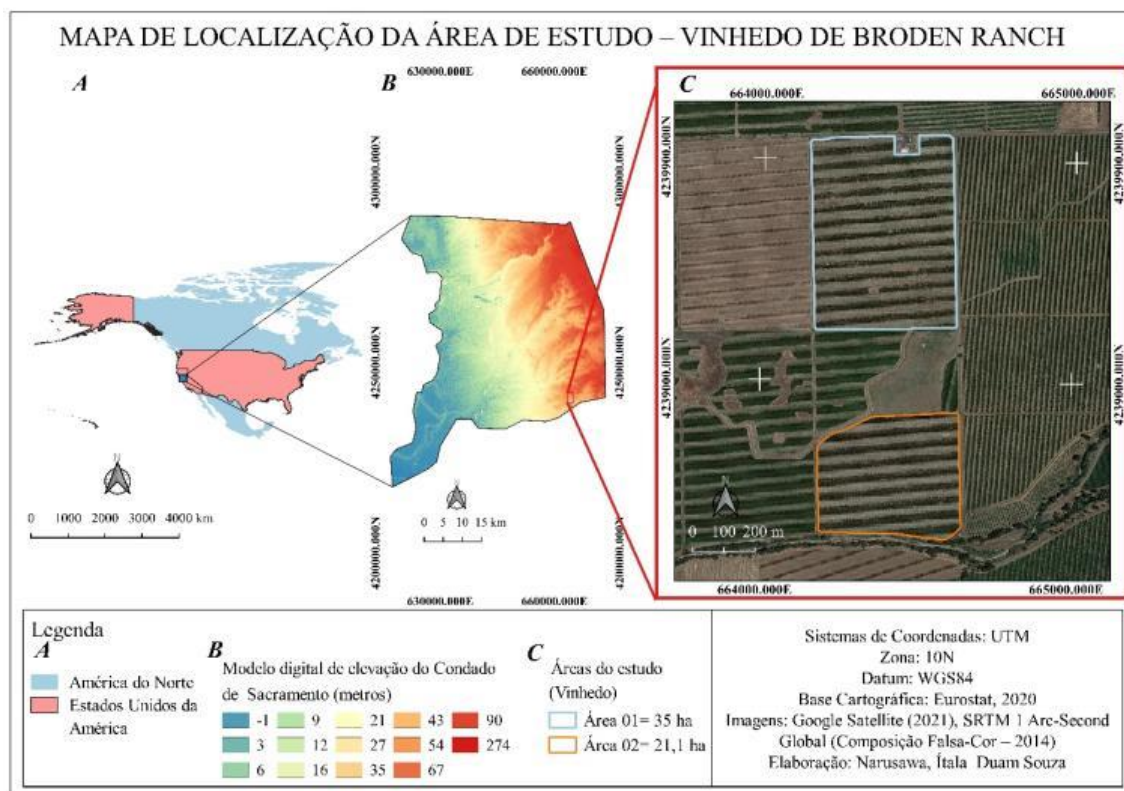 MAPA DE LOCALIZAÇÃO DA ÁREA DE ESTUDO – VINHEDO DE BRODEN RANCH
A
B
C
630000.000E 660000.000E
664000.000E 665000.000E
4300000.000N
4300000.000N
4239900.000N
4239900.000N
4250000.000N
4250000.000N
4239000.000N
4239000.000N
4200000.000N
4200000.000N
N
0 1000 2000 3000 4000 km
N
0 5 10 15 km
N
0 100 200 m
630000.000E 660000.000E
664000.000E 665000.000E
Legenda
A
América do Norte
Estados Unidos da
América
B
Modelo digital de elevação do Condado
de Sacramento (metros)
-1 9 21 43 90
3 12 27 54 274
6 16 35 67
C
Áreas do estudo
(Vinhedo)
Área 01= 35 ha
Área 02= 21,1 ha
Sistemas de Coordenadas: UTM
Zona: 10N
Datum: WGS84
Base Cartográfica: Eurostat, 2020
Imagens: Google Satellite (2021), SRTM 1 Arc-Second
Global (Composição Falsa-Cor – 2014)
Elaboração: Narusawa, Ítala Duam Souza